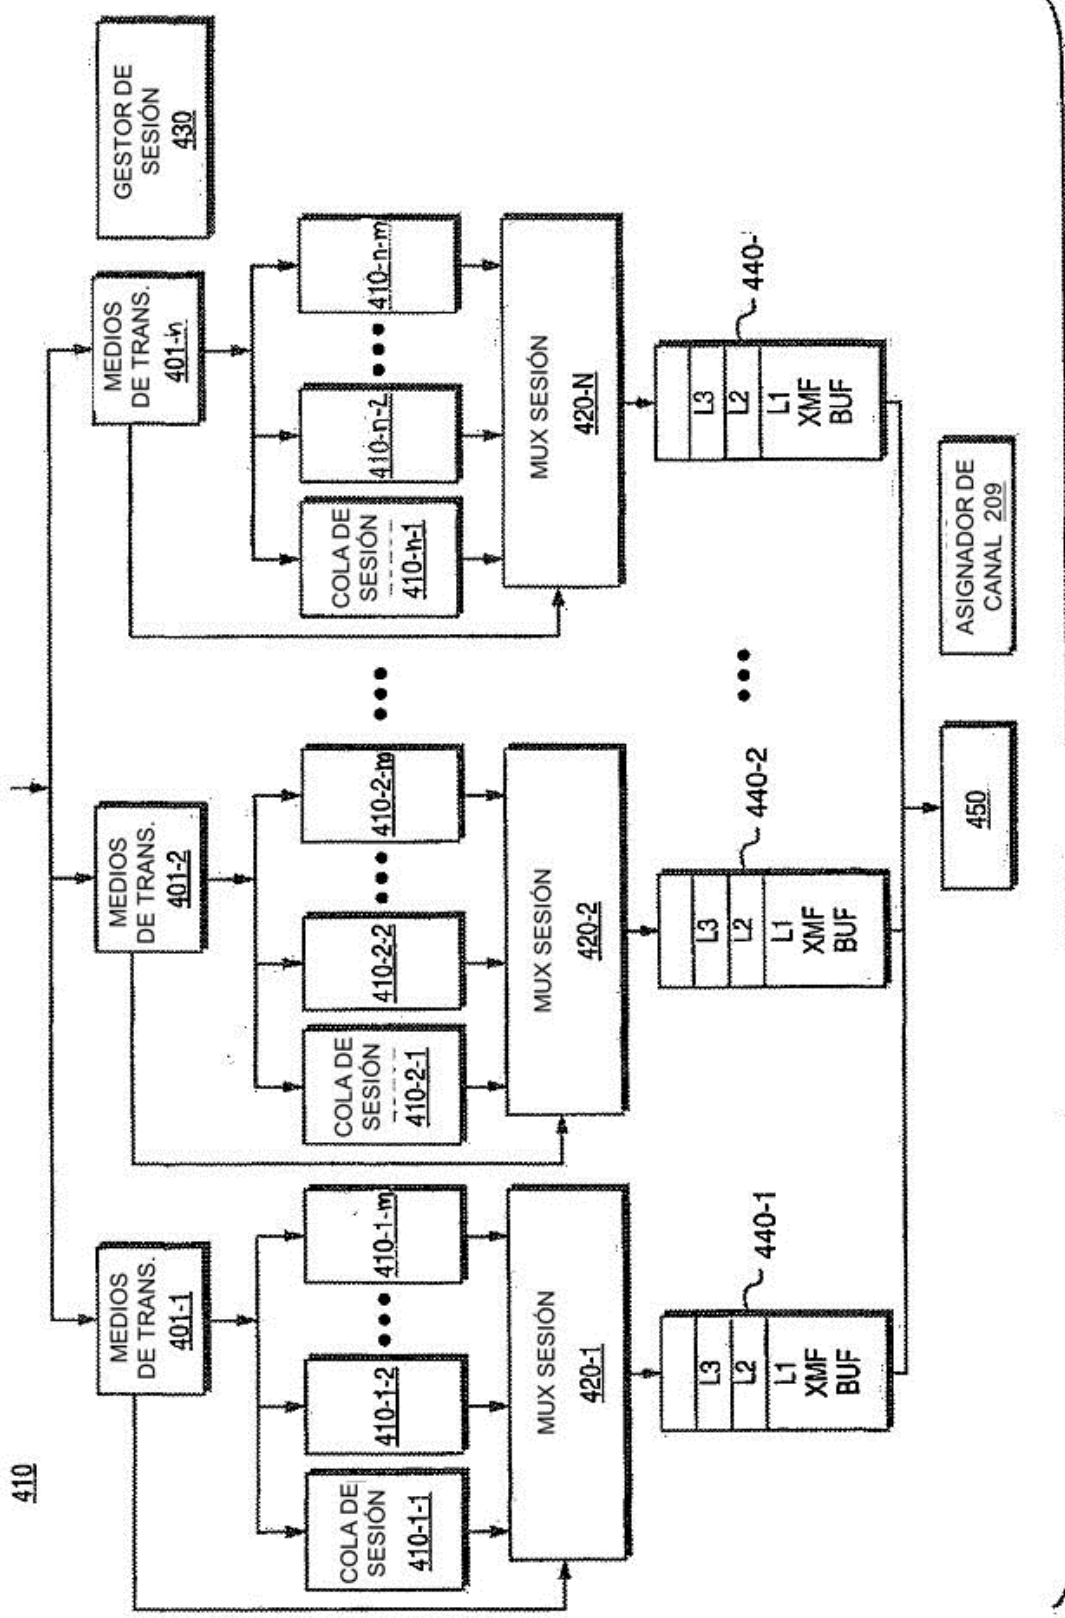 410
MEDIOS
DE TRANS.
401-1
MEDIOS
DE TRANS.
401-2
MEDIOS
DE TRANS.
401-n
GESTOR DE
SESIÓN
430
COLA DE
SESIÓN
410-1-1
410-1-2
410-1-m
COLA DE
SESIÓN
410-2-1
410-2-2
410-2-m
COLA DE
SESIÓN
410-n-1
410-n-2
410-n-m
MUX SESIÓN
420-1
MUX SESIÓN
420-2
MUX SESIÓN
420-N
L3
L2
L1
XMF
BUF
440-1
L3
L2
L1
XMF
BUF
440-2
L3
L2
L1
XMF
BUF
440-
450
ASIGNADOR DE
CANAL 209